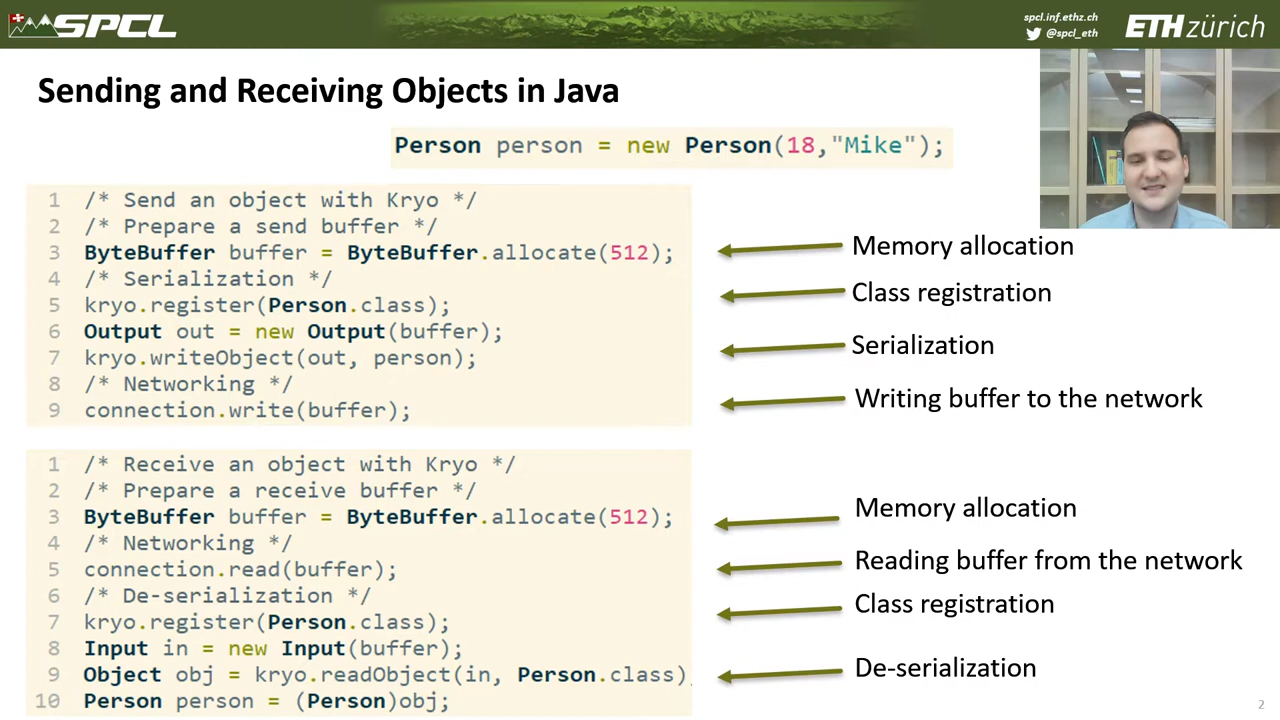 SPCL
spcl.inf.ethz.ch
@spcl_eth
ETH zürich
Sending and Receiving Objects in Java
Person person = new Person(18,"Mike");
1 /* Send an object with Kryo */
2 /* Prepare a send buffer */
3 ByteBuffer buffer = ByteBuffer.allocate(512);
4 /* Serialization */
5 kryo.register(Person.class);
6 Output out = new Output(buffer);
7 kryo.writeObject(out, person);
8 /* Networking */
9 connection.write(buffer);
Memory allocation
Class registration
Serialization
Writing buffer to the network
1 /* Receive an object with Kryo */
2 /* Prepare a receive buffer */
3 ByteBuffer buffer = ByteBuffer.allocate(512);
4 /* Networking */
5 connection.read(buffer);
6 /* De-serialization */
7 kryo.register(Person.class);
8 Input in = new Input(buffer);
9 Object obj = kryo.readObject(in, Person.class)
10 Person person = (Person)obj;
Memory allocation
Reading buffer from the network
Class registration
De-serialization
2